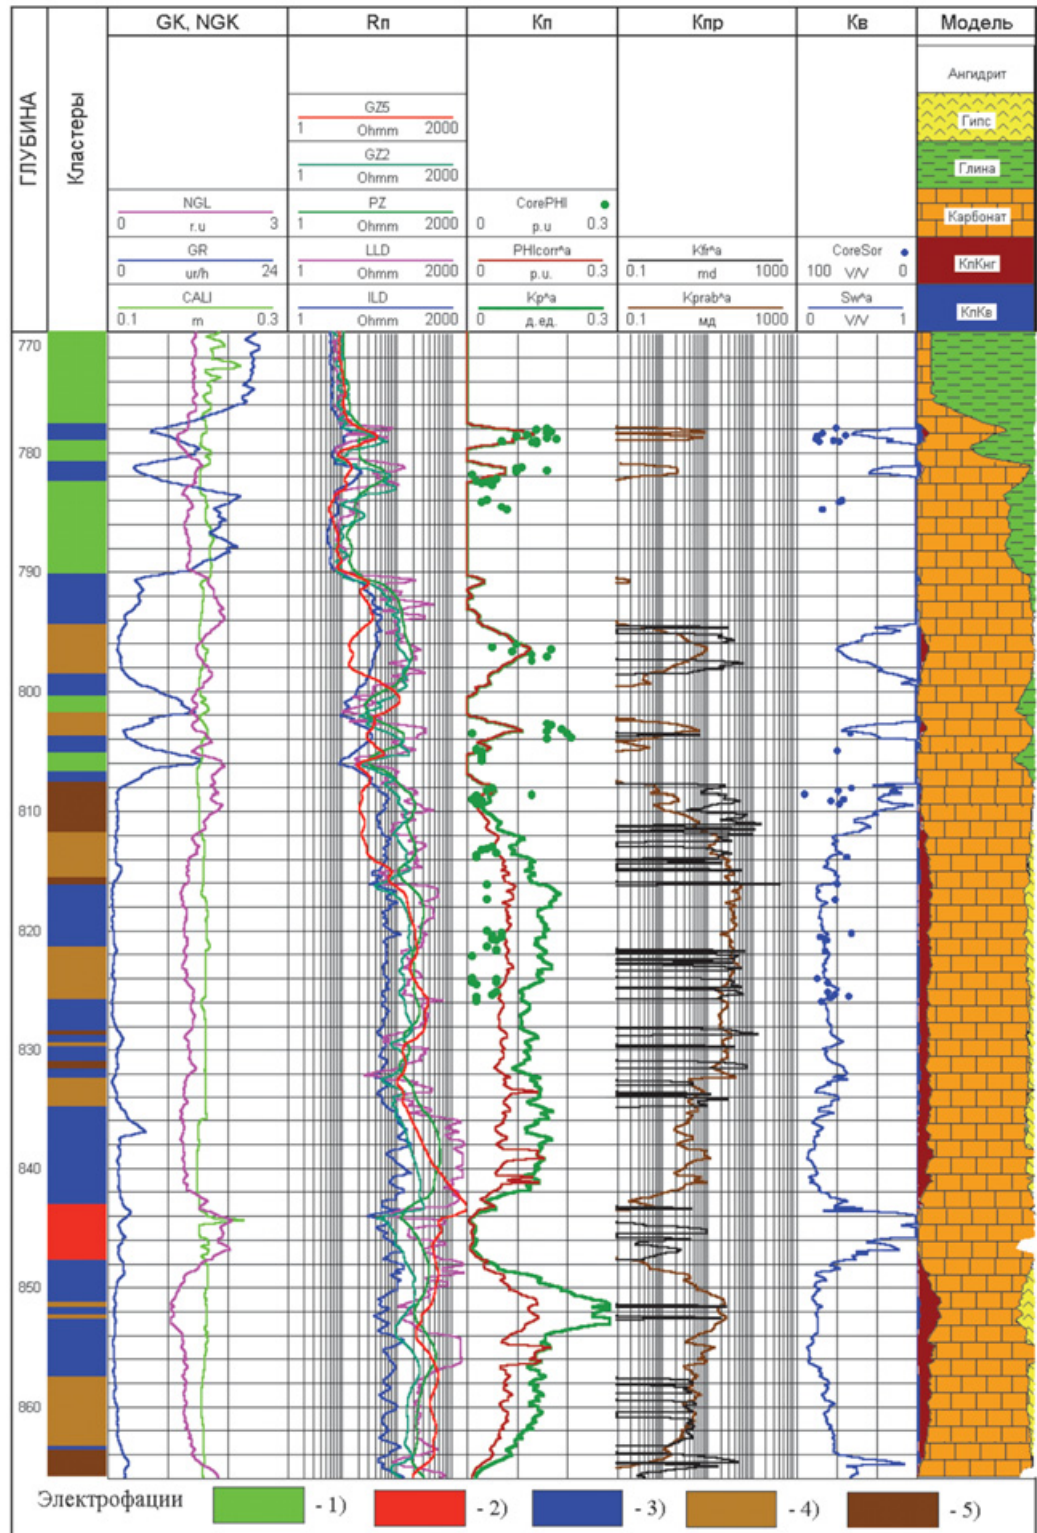 GK, NGK Rп Кп Кпр Кв Модель
ГЛУБИНА
Кластеры
Ангидрит
GZ5
1 Ohmm 2000
Гипс
GZ2
1 Ohmm 2000
Глина
NGL PZ CorePHI
0 r.u 3 1 Ohmm 2000 0 p.u 0.3
Карбонат
GR LLD PHIcorr^a Kfr^a CoreSor
0 ur/h 24 1 Ohmm 2000 0 p.u. 0.3 0.1 md 1000 100 V/V 0
КпКнг
CALI ILD Kp^a Kprab^a Sw^a
0.1 m 0.3 1 Ohmm 2000 0 д.ед. 0.3 0.1 мд 1000 0 V/V 1
КпКв
770
780
790
800
810
820
830
840
850
860
Электрофации - 1) - 2) - 3) - 4) - 5)